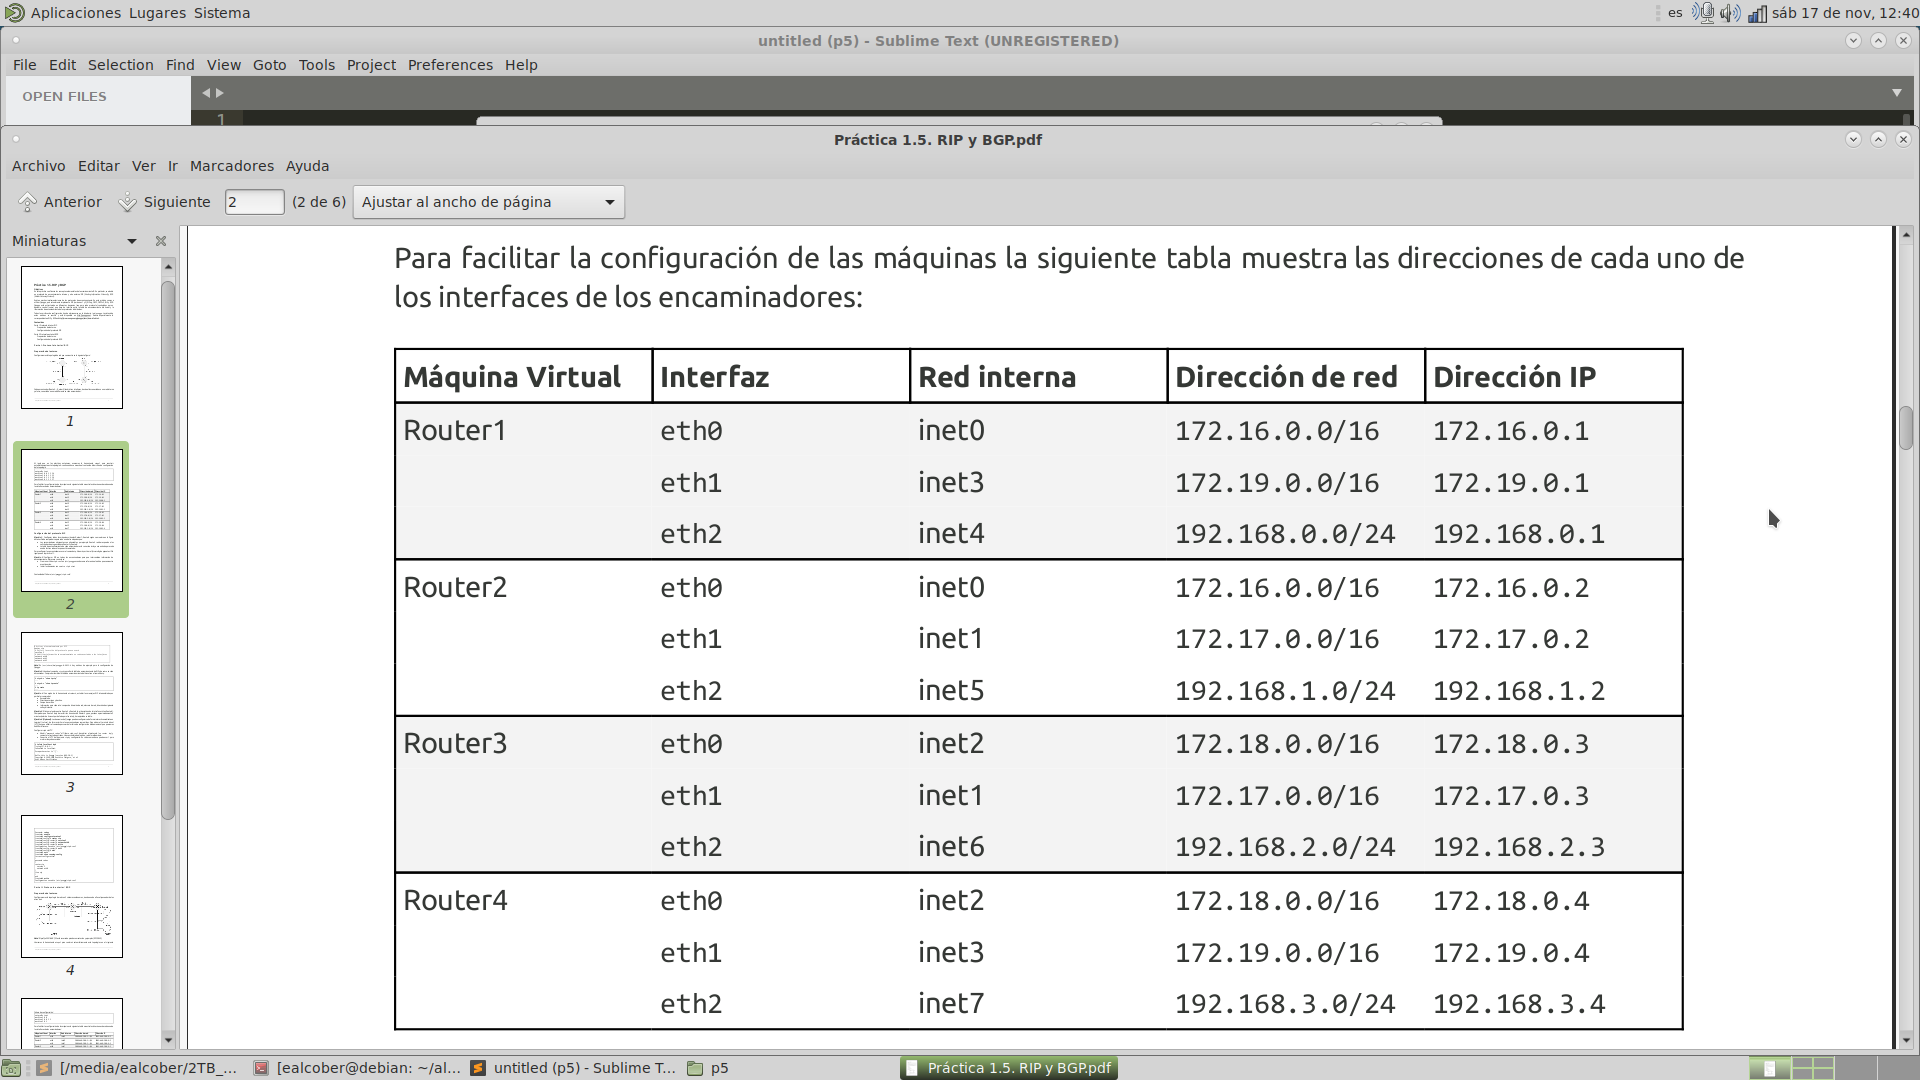 Aplicaciones Lugares Sistema
es sáb 17 de nov, 12:40
untitled (p5) - Sublime Text (UNREGISTERED)
File Edit Selection Find View Goto Tools Project Preferences Help
OPEN FILES
1
Práctica 1.5. RIP y BGP.pdf
Archivo Editar Ver Ir Marcadores Ayuda
Anterior Siguiente 2 (2 de 6) Ajustar al ancho de página
Miniaturas
1
2
3
4
Para facilitar la configuración de las máquinas la siguiente tabla muestra las direcciones de cada uno de
los interfaces de los encaminadores:
Máquina Virtual Interfaz Red interna Dirección de red Dirección IP
Router1 eth0 inet0 172.16.0.0/16 172.16.0.1
eth1 inet3 172.19.0.0/16 172.19.0.1
eth2 inet4 192.168.0.0/24 192.168.0.1
Router2 eth0 inet0 172.16.0.0/16 172.16.0.2
eth1 inet1 172.17.0.0/16 172.17.0.2
eth2 inet5 192.168.1.0/24 192.168.1.2
Router3 eth0 inet2 172.18.0.0/16 172.18.0.3
eth1 inet1 172.17.0.0/16 172.17.0.3
eth2 inet6 192.168.2.0/24 192.168.2.3
Router4 eth0 inet2 172.18.0.0/16 172.18.0.4
eth1 inet3 172.19.0.0/16 172.19.0.4
eth2 inet7 192.168.3.0/24 192.168.3.4
[/media/ealcober/2TB_... [ealcober@debian: ~/al... untitled (p5) - Sublime T... p5 Práctica 1.5. RIP y BGP.pdf